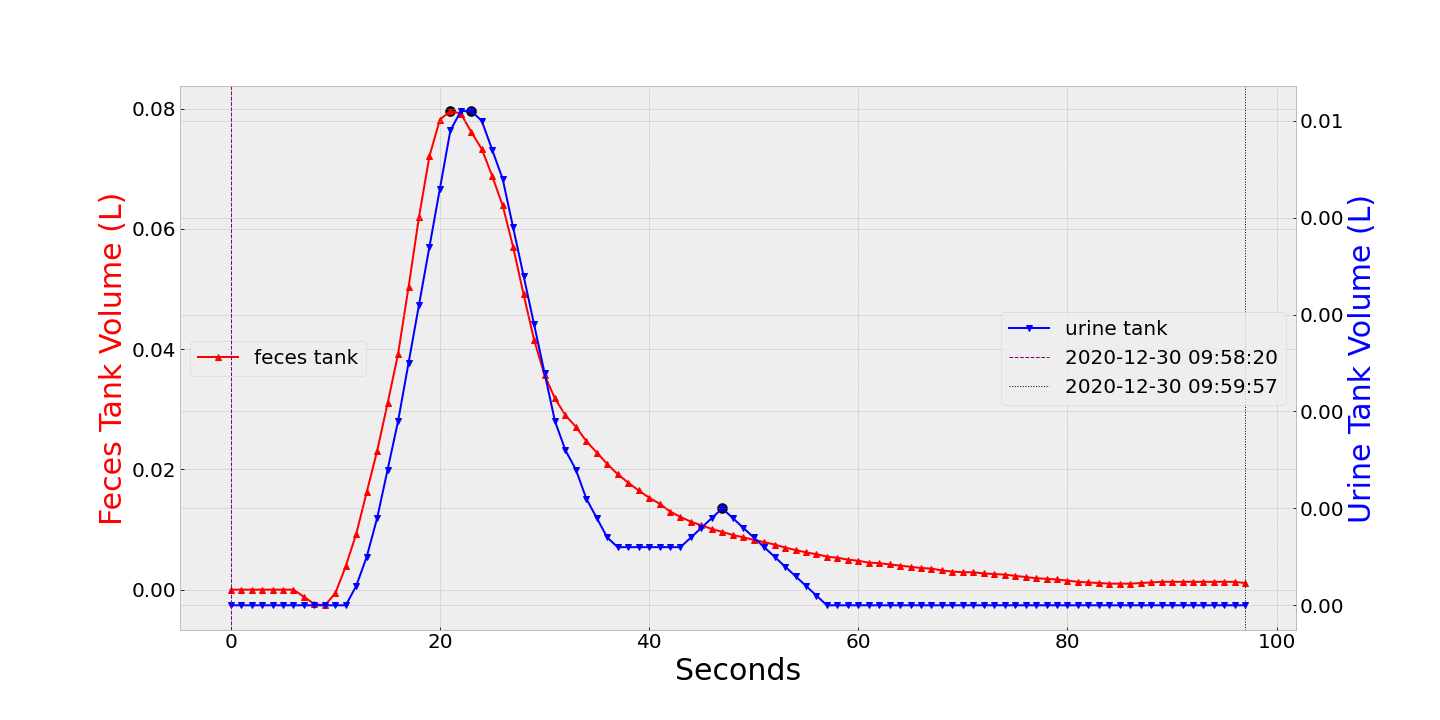 Feces Tank Volume (L)
0.08
0.06
0.04
0.02
0.00
feces tank
0.01
0.00
0.00
0.00
0.00
0.00
Urine Tank Volume (L)
urine tank
2020-12-30 09:58:20
2020-12-30 09:59:57
0 20 40 60 80 100
Seconds